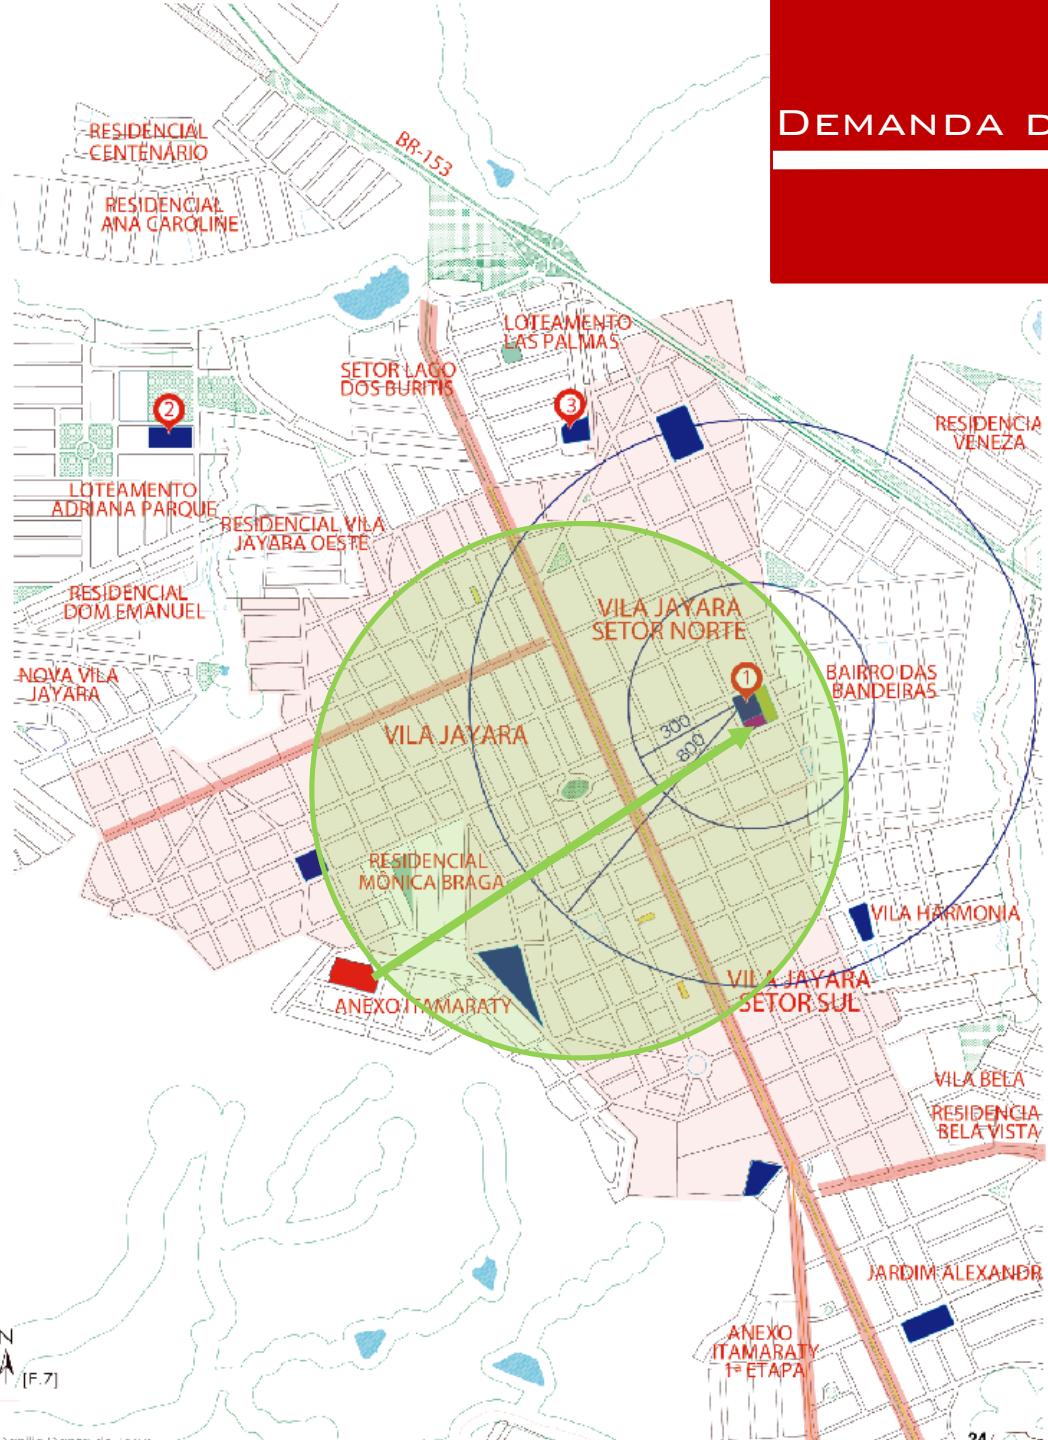 DEMANDA D
RESIDENCIAL
CENTENÁRIO
BR-153
RESIDENCIAL
ANA CAROLINE
LOTEAMENTO
LAS PALMAS
SETOR LAGO
DOS BURITIS
2
3
RESIDENCIA
VENEZA
LOTEAMENTO
ADRIANA PARQUE
RESIDENCIAL VILA
JAYARA OESTE
RESIDENCIAL
DOM EMANUEL
VILA JAYARA
SETOR NORTE
NOVA VILA
JAYARA
1
BAIRRO DAS
BANDEIRAS
VILA JAYARA
300
800
RESIDENCIAL
MÔNICA BRAGA
VILA HARMONIA
ANEXO ITAMARATY
VILA JAYARA
SETOR SUL
VILA BELA
RESIDENCIA
BELA VISTA
JARDIM ALEXANDR
ANEXO
ITAMARATY
1ª ETAPA
N
[F.7]
24